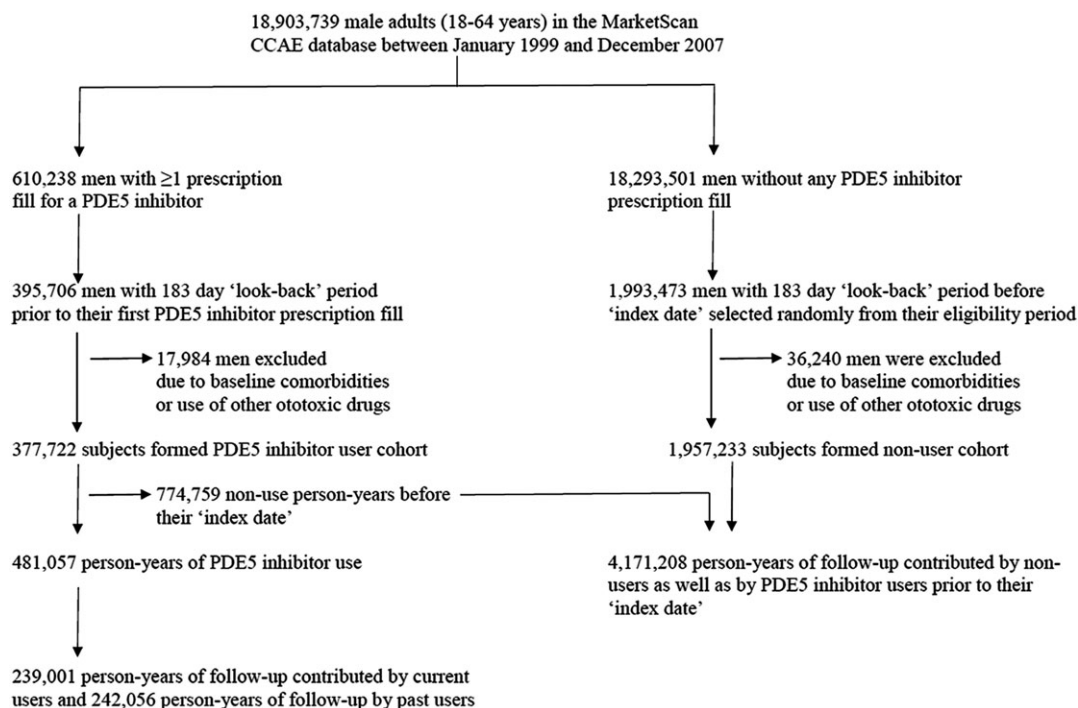 18,903,739 male adults (18-64 years) in the MarketScan
CCAE database between January 1999 and December 2007
610,238 men with ≥1 prescription
fill for a PDE5 inhibitor
18,293,501 men without any PDE5 inhibitor
prescription fill
395,706 men with 183 day ‘look-back’ period
prior to their first PDE5 inhibitor prescription fill
1,993,473 men with 183 day ‘look-back’ period before
‘index date’ selected randomly from their eligibility period
17,984 men excluded
due to baseline comorbidities
or use of other ototoxic drugs
36,240 men were excluded
due to baseline comorbidities
or use of other ototoxic drugs
377,722 subjects formed PDE5 inhibitor user cohort
1,957,233 subjects formed non-user cohort
774,759 non-use person-years before
their ‘index date’
481,057 person-years of PDE5 inhibitor use
4,171,208 person-years of follow-up contributed by non-
users as well as by PDE5 inhibitor users prior to their
‘index date’
239,001 person-years of follow-up contributed by current
users and 242,056 person-years of follow-up by past users